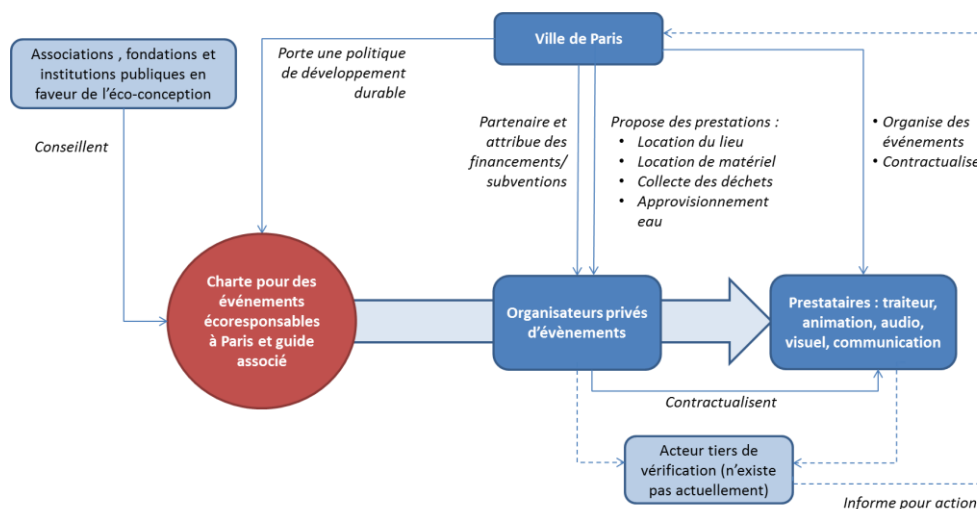 Ville de Paris
Associations , fondations et
institutions publiques en
faveur de l'éco-conception
Porte une politique
de développement
durable
Conseillent
Partenaire et
attribue des
financements/
subventions
Propose des prestations :
• Location du lieu
• Location de matériel
• Collecte des déchets
• Approvisionnement
eau
• Organise des
événements
• Contractualise
Charte pour des
événements
écoresponsables
à Paris et guide
associé
Organisateurs privés
d'évènements
Prestataires : traiteur,
animation, audio,
visuel, communication
Contractualisent
Acteur tiers de
vérification (n'existe
pas actuellement)
Informe pour action